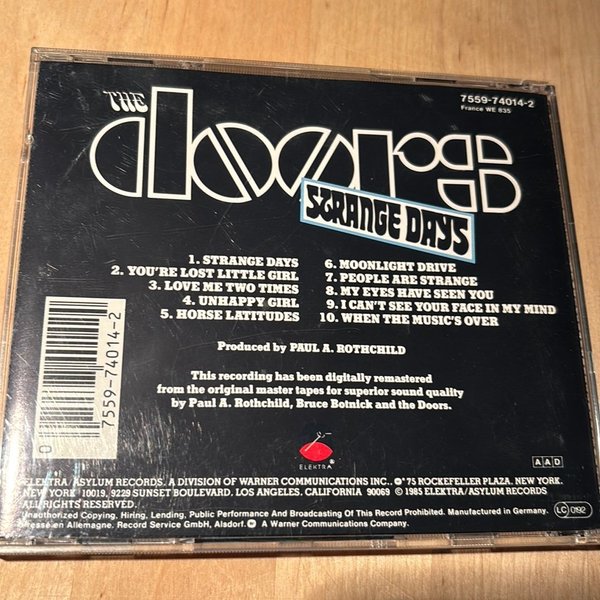 THE
doors
STRANGE DAYS
7559-74014-2
France WE 835
1. STRANGE DAYS
2. YOU'RE LOST LITTLE GIRL
3. LOVE ME TWO TIMES
4. UNHAPPY GIRL
5. HORSE LATITUDES
6. MOONLIGHT DRIVE
7. PEOPLE ARE STRANGE
8. MY EYES HAVE SEEN YOU
9. I CAN'T SEE YOUR FACE IN MY MIND
10. WHEN THE MUSIC'S OVER
Produced by PAUL A. ROTHCHILD
This recording has been digitally remastered
from the original master tapes for superior sound quality
by Paul A. Rothchild, Bruce Botnick and the Doors.
0
7559-74014-2
ELEKTRA
AAD
ELEKTRA/ASYLUM RECORDS. A DIVISION OF WARNER COMMUNICATIONS INC., ℗ 75 ROCKEFELLER PLAZA. NEW YORK.
NEW YORK 10019, 9229 SUNSET BOULEVARD. LOS ANGELES. CALIFORNIA 90069 © 1985 ELEKTRA/ASYLUM RECORDS
ALL RIGHTS RESERVED.
Unauthorized Copying, Hiring, Lending, Public Performance And Broadcasting Of This Record Prohibited. Manufactured in Germany.
Pressé en Allemagne. Record Service GmbH, Alsdorf. A Warner Communications Company.
LC 0192